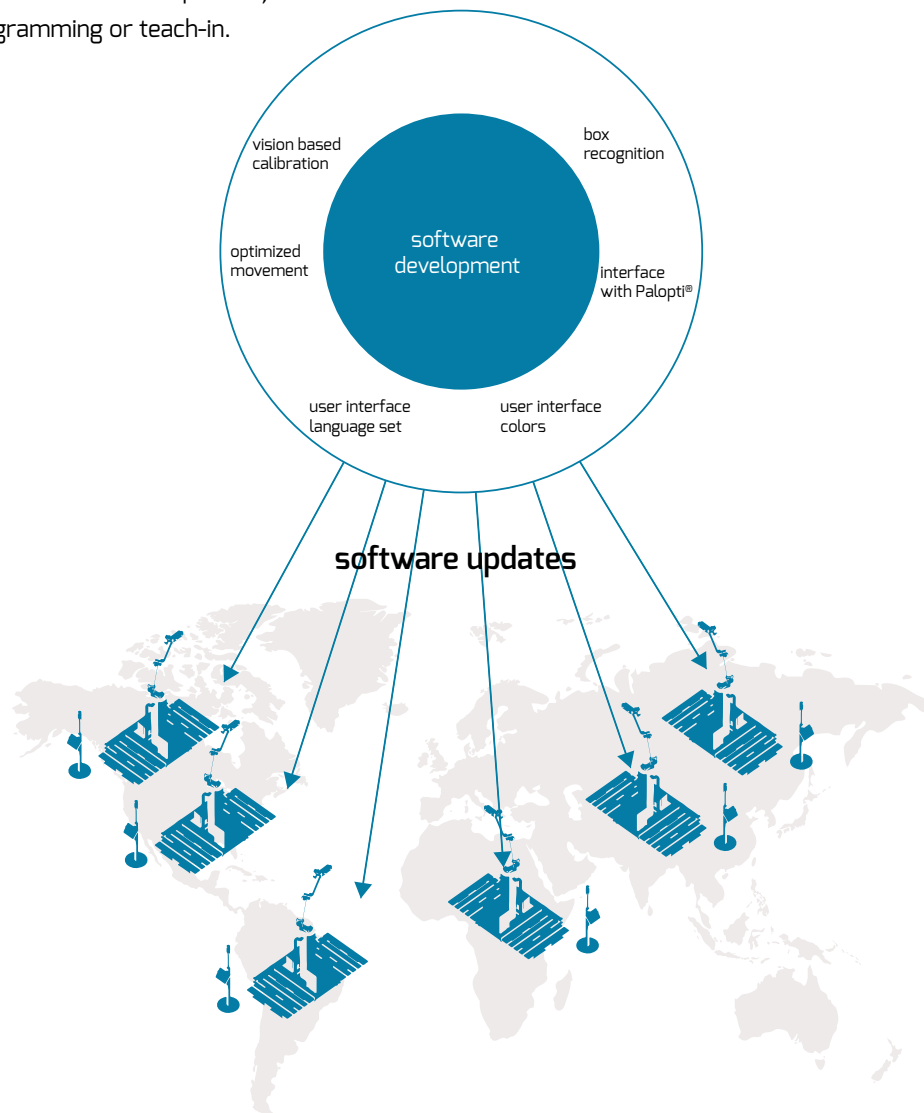 gramming or teach-in.
vision based
calibration
box
recognition
optimized
movement
software
development
interface
with Palopti®
user interface
language set
user interface
colors
software updates